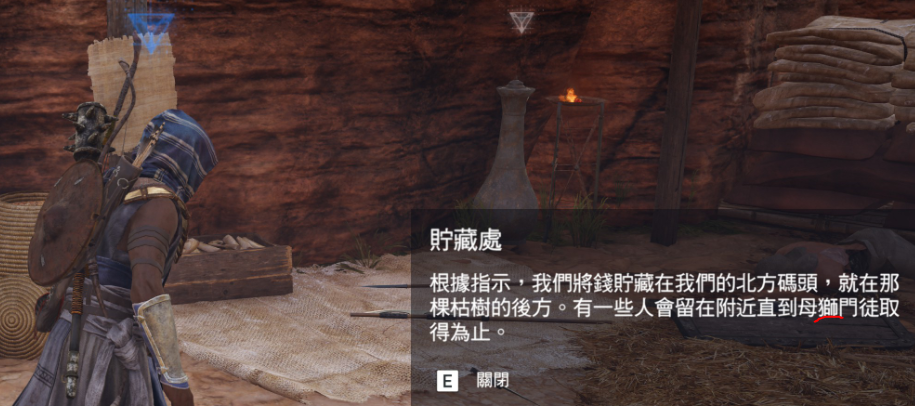 貯藏處
根據指示，我們將錢貯藏在我們的北方碼頭，就在那
棵枯樹的後方。有一些人會留在附近直到母獅門徒取
得為止。
E 關閉